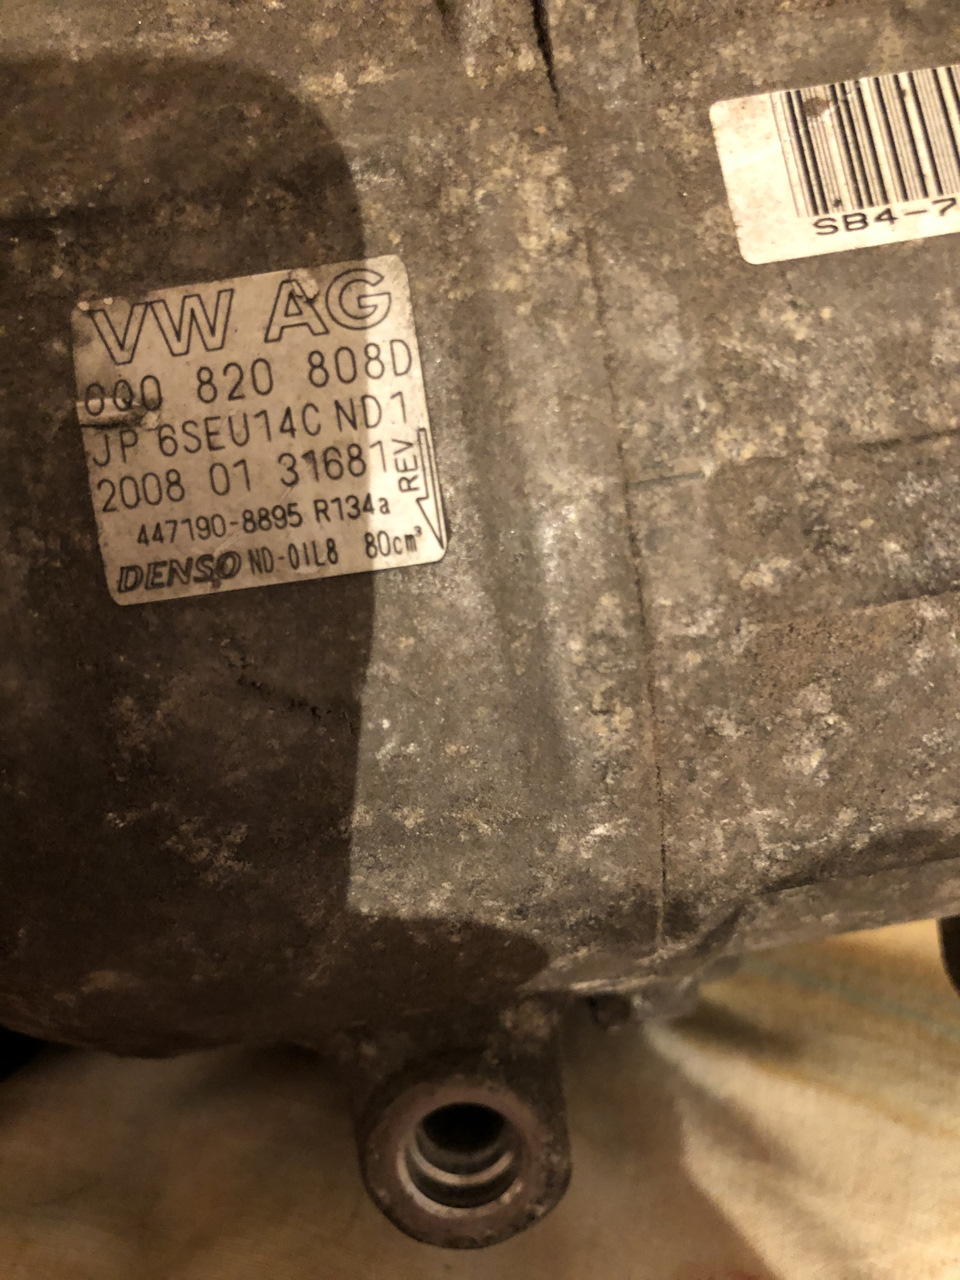 VW AG
6Q0 820 808D
JP 6SEU14C ND1
2008 01 31681
REV
447190-8895 R134a
DENSO ND-OIL8 80cm³
SB4-7